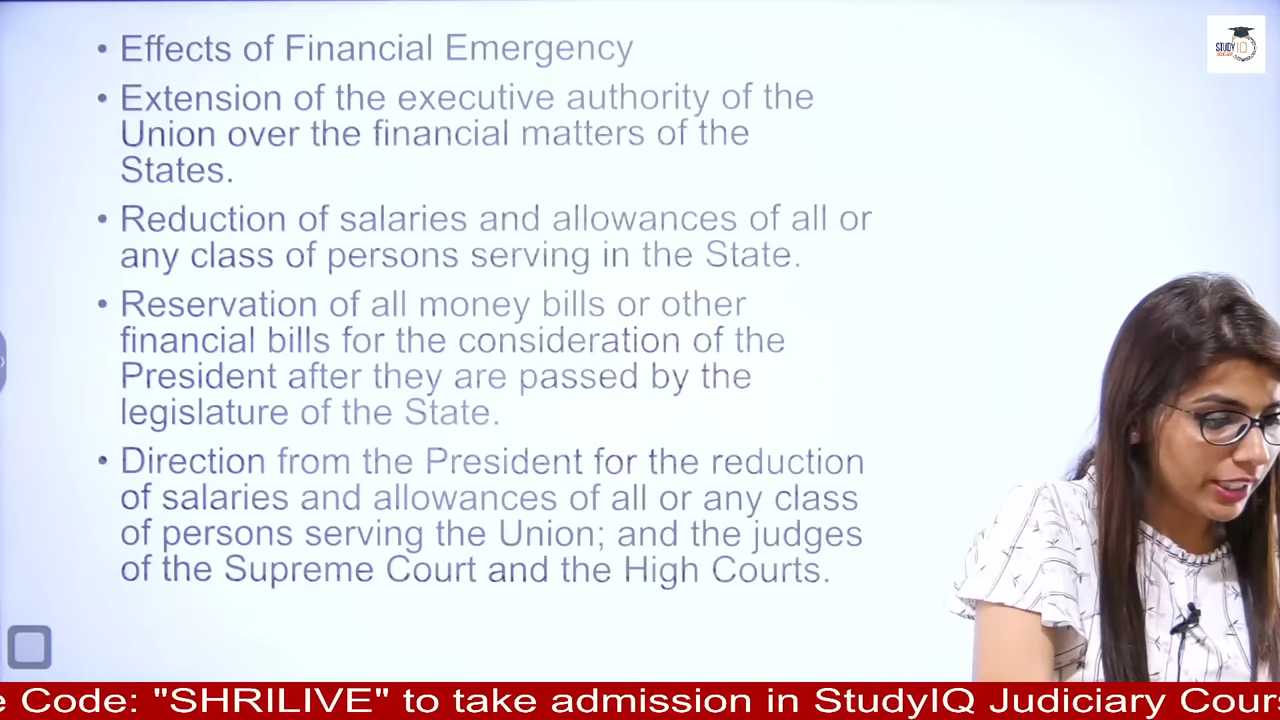 • Effects of Financial Emergency
• Extension of the executive authority of the
Union over the financial matters of the
States.
• Reduction of salaries and allowances of all or
any class of persons serving in the State.
• Reservation of all money bills or other
financial bills for the consideration of the
President after they are passed by the
legislature of the State.
• Direction from the President for the reduction
of salaries and allowances of all or any class
of persons serving the Union; and the judges
of the Supreme Court and the High Courts.
STUDY IQ
e Code: "SHRILIVE" to take admission in StudyIQ Judiciary Cour